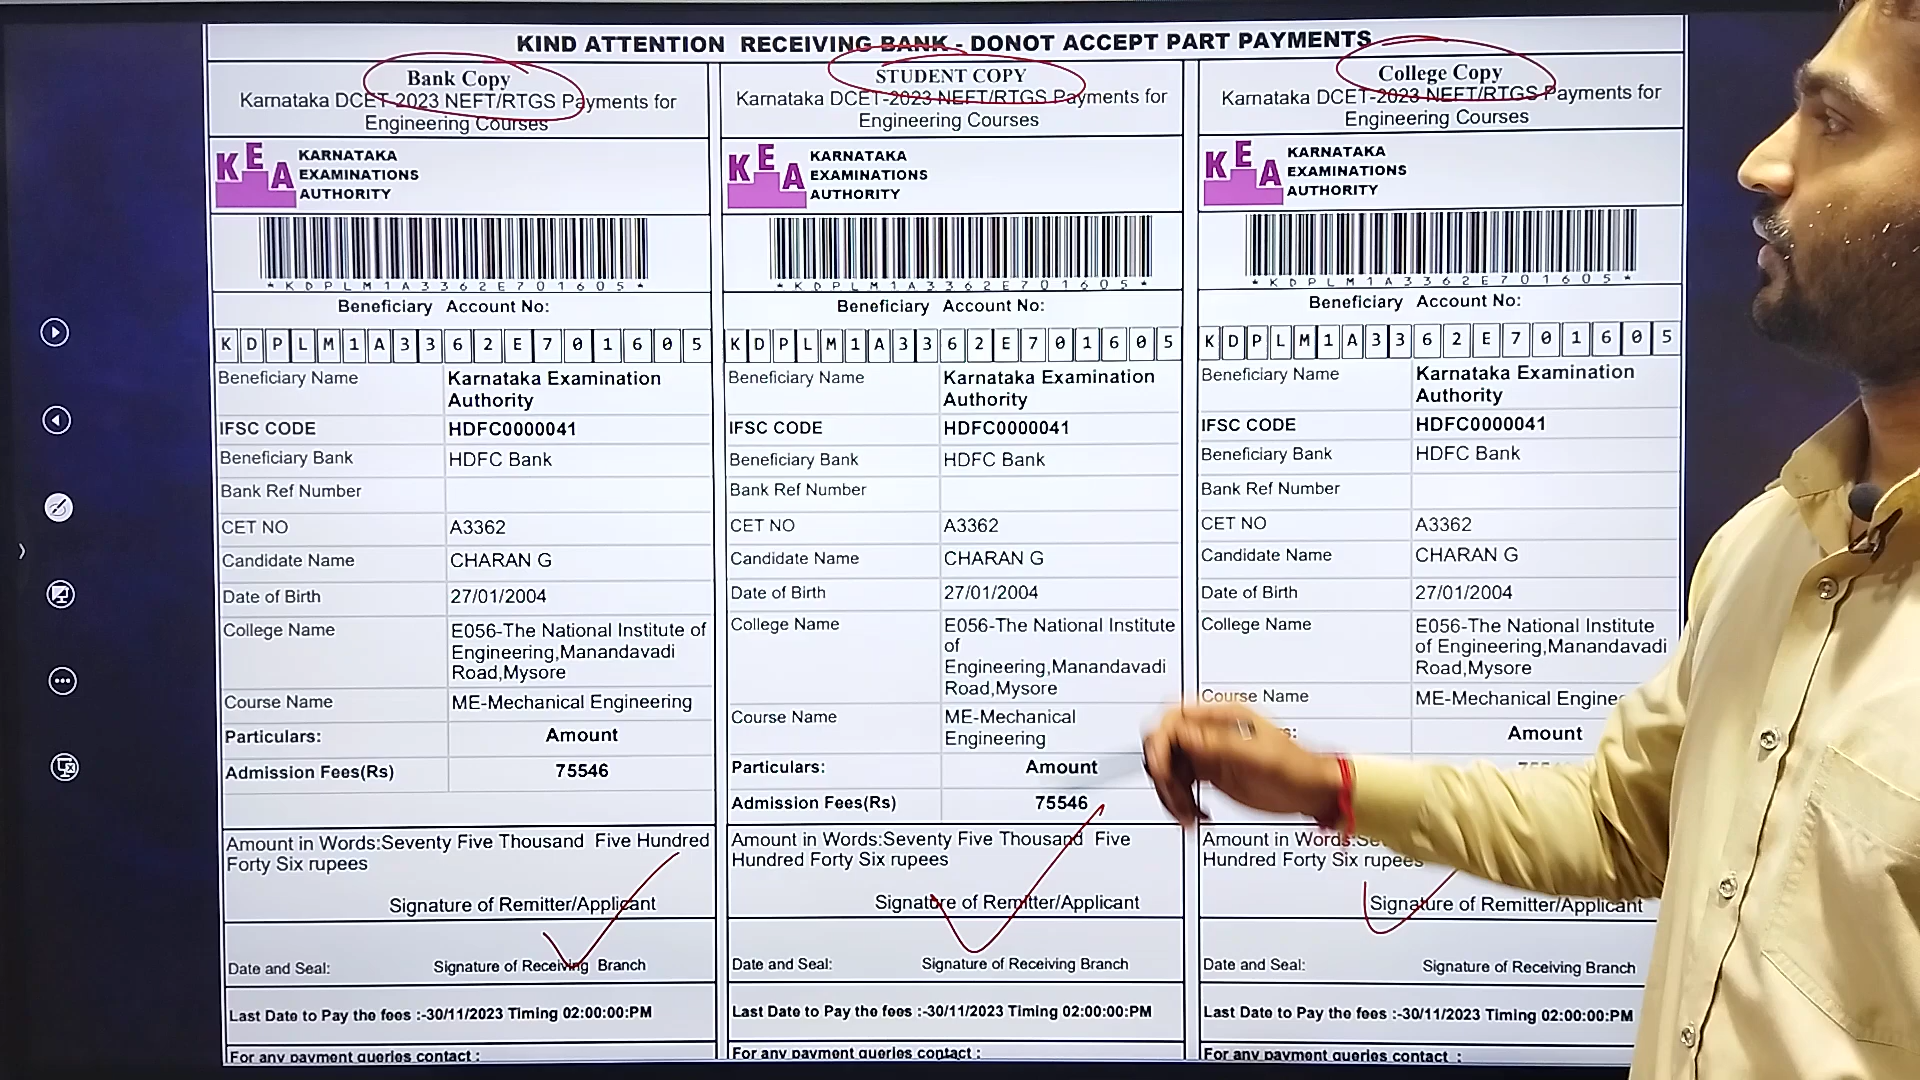 KIND ATTENTION RECEIVING BANK - DONOT ACCEPT PART PAYMENTS
Bank Copy
Karnataka DCET-2023 NEFT/RTGS Payments for
Engineering Courses
KEA
KARNATAKA
EXAMINATIONS
AUTHORITY
*KDPLM1A3362E701605*
Beneficiary Account No:
K D P L M 1 A 3 3 6 2 E 7 0 1 6 0 5
Beneficiary Name Karnataka Examination
Authority
IFSC CODE HDFC0000041
Beneficiary Bank HDFC Bank
Bank Ref Number
CET NO A3362
Candidate Name CHARAN G
Date of Birth 27/01/2004
College Name E056-The National Institute of
Engineering,Manandavadi
Road,Mysore
Course Name ME-Mechanical Engineering
Particulars: Amount
Admission Fees(Rs) 75546
Amount in Words:Seventy Five Thousand Five Hundred
Forty Six rupees
Signature of Remitter/Applicant
Date and Seal: Signature of Receiving Branch
Last Date to Pay the fees :-30/11/2023 Timing 02:00:00:PM
For any payment queries contact :
STUDENT COPY
Karnataka DCET-2023 NEFT/RTGS Payments for
Engineering Courses
KEA
KARNATAKA
EXAMINATIONS
AUTHORITY
*KDPLM1A3362E701605*
Beneficiary Account No:
K D P L M 1 A 3 3 6 2 E 7 0 1 6 0 5
Beneficiary Name Karnataka Examination
Authority
IFSC CODE HDFC0000041
Beneficiary Bank HDFC Bank
Bank Ref Number
CET NO A3362
Candidate Name CHARAN G
Date of Birth 27/01/2004
College Name E056-The National Institute
of
Engineering,Manandavadi
Road,Mysore
Course Name ME-Mechanical
Engineering
Particulars: Amount
Admission Fees(Rs) 75546
Amount in Words:Seventy Five Thousand Five
Hundred Forty Six rupees
Signature of Remitter/Applicant
Date and Seal: Signature of Receiving Branch
Last Date to Pay the fees :-30/11/2023 Timing 02:00:00:PM
For any payment queries contact :
College Copy
Karnataka DCET-2023 NEFT/RTGS Payments for
Engineering Courses
KEA
KARNATAKA
EXAMINATIONS
AUTHORITY
*KDPLM1A3362E701605*
Beneficiary Account No:
K D P L M 1 A 3 3 6 2 E 7 0 1 6 0 5
Beneficiary Name Karnataka Examination
Authority
IFSC CODE HDFC0000041
Beneficiary Bank HDFC Bank
Bank Ref Number
CET NO A3362
Candidate Name CHARAN G
Date of Birth 27/01/2004
College Name E056-The National Institute
of Engineering,Manandavadi
Road,Mysore
Course Name ME-Mechanical
Amount
Amount in Words:
Hundred Forty Six rupees
Signature of Remitter/Applicant
Date and Seal: Signature of Receiving Branch
Last Date to Pay the fees :-30/11/2023 Timing 02:00:00:PM
For any payment queries contact :